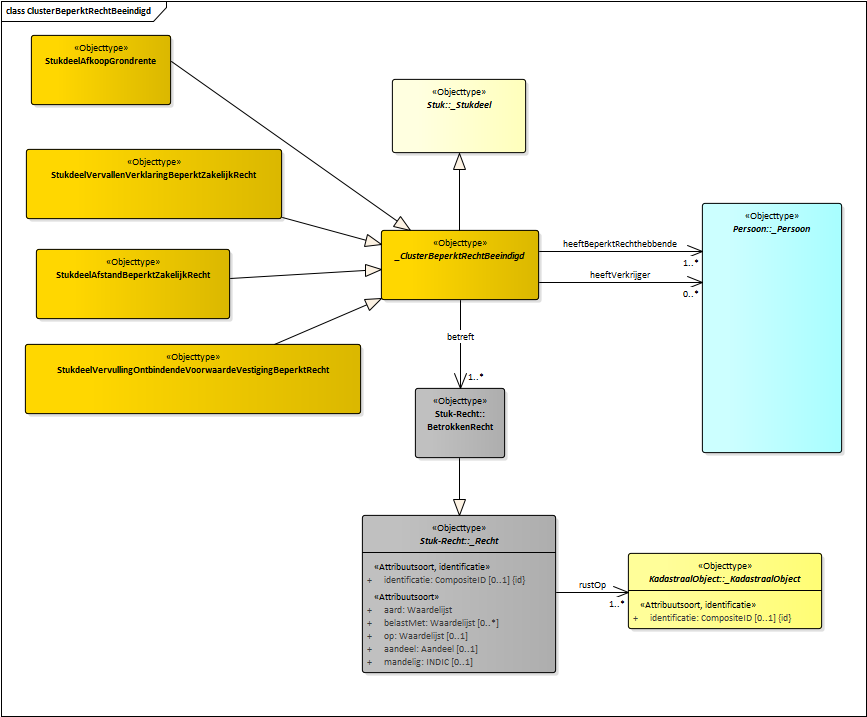 class ClusterBeperktRechtBeeindigd
«Objecttype»
StukdeelAfkoopGrondrente
«Objecttype»
Stuk::_Stukdeel
«Objecttype»
StukdeelVervallenVerklaringBeperktZakelijkRecht
«Objecttype»
StukdeelAfstandBeperktZakelijkRecht
«Objecttype»
StukdeelVervullingOntbindendeVoorwaardeVestigingBeperktRecht
«Objecttype»
_ClusterBeperktRechtBeeindigd
heeftBeperktRechthebbende
1..*
heeftVerkrijger
0..*
«Objecttype»
Persoon::_Persoon
betreft
1..*
«Objecttype»
Stuk-Recht::
BetrokkenRecht
«Objecttype»
Stuk-Recht::_Recht
«Attribuutsoort, identificatie»
+ identificatie: CompositeID [0..1] {id}
«Attribuutsoort»
+ aard: Waardelijst
+ belastMet: Waardelijst [0..*]
+ op: Waardelijst [0..1]
+ aandeel: Aandeel [0..1]
+ mandelig: INDIC [0..1]
rustOp
1..*
«Objecttype»
KadastraalObject::_KadastraalObject
«Attribuutsoort, identificatie»
+ identificatie: CompositeID [0..1] {id}